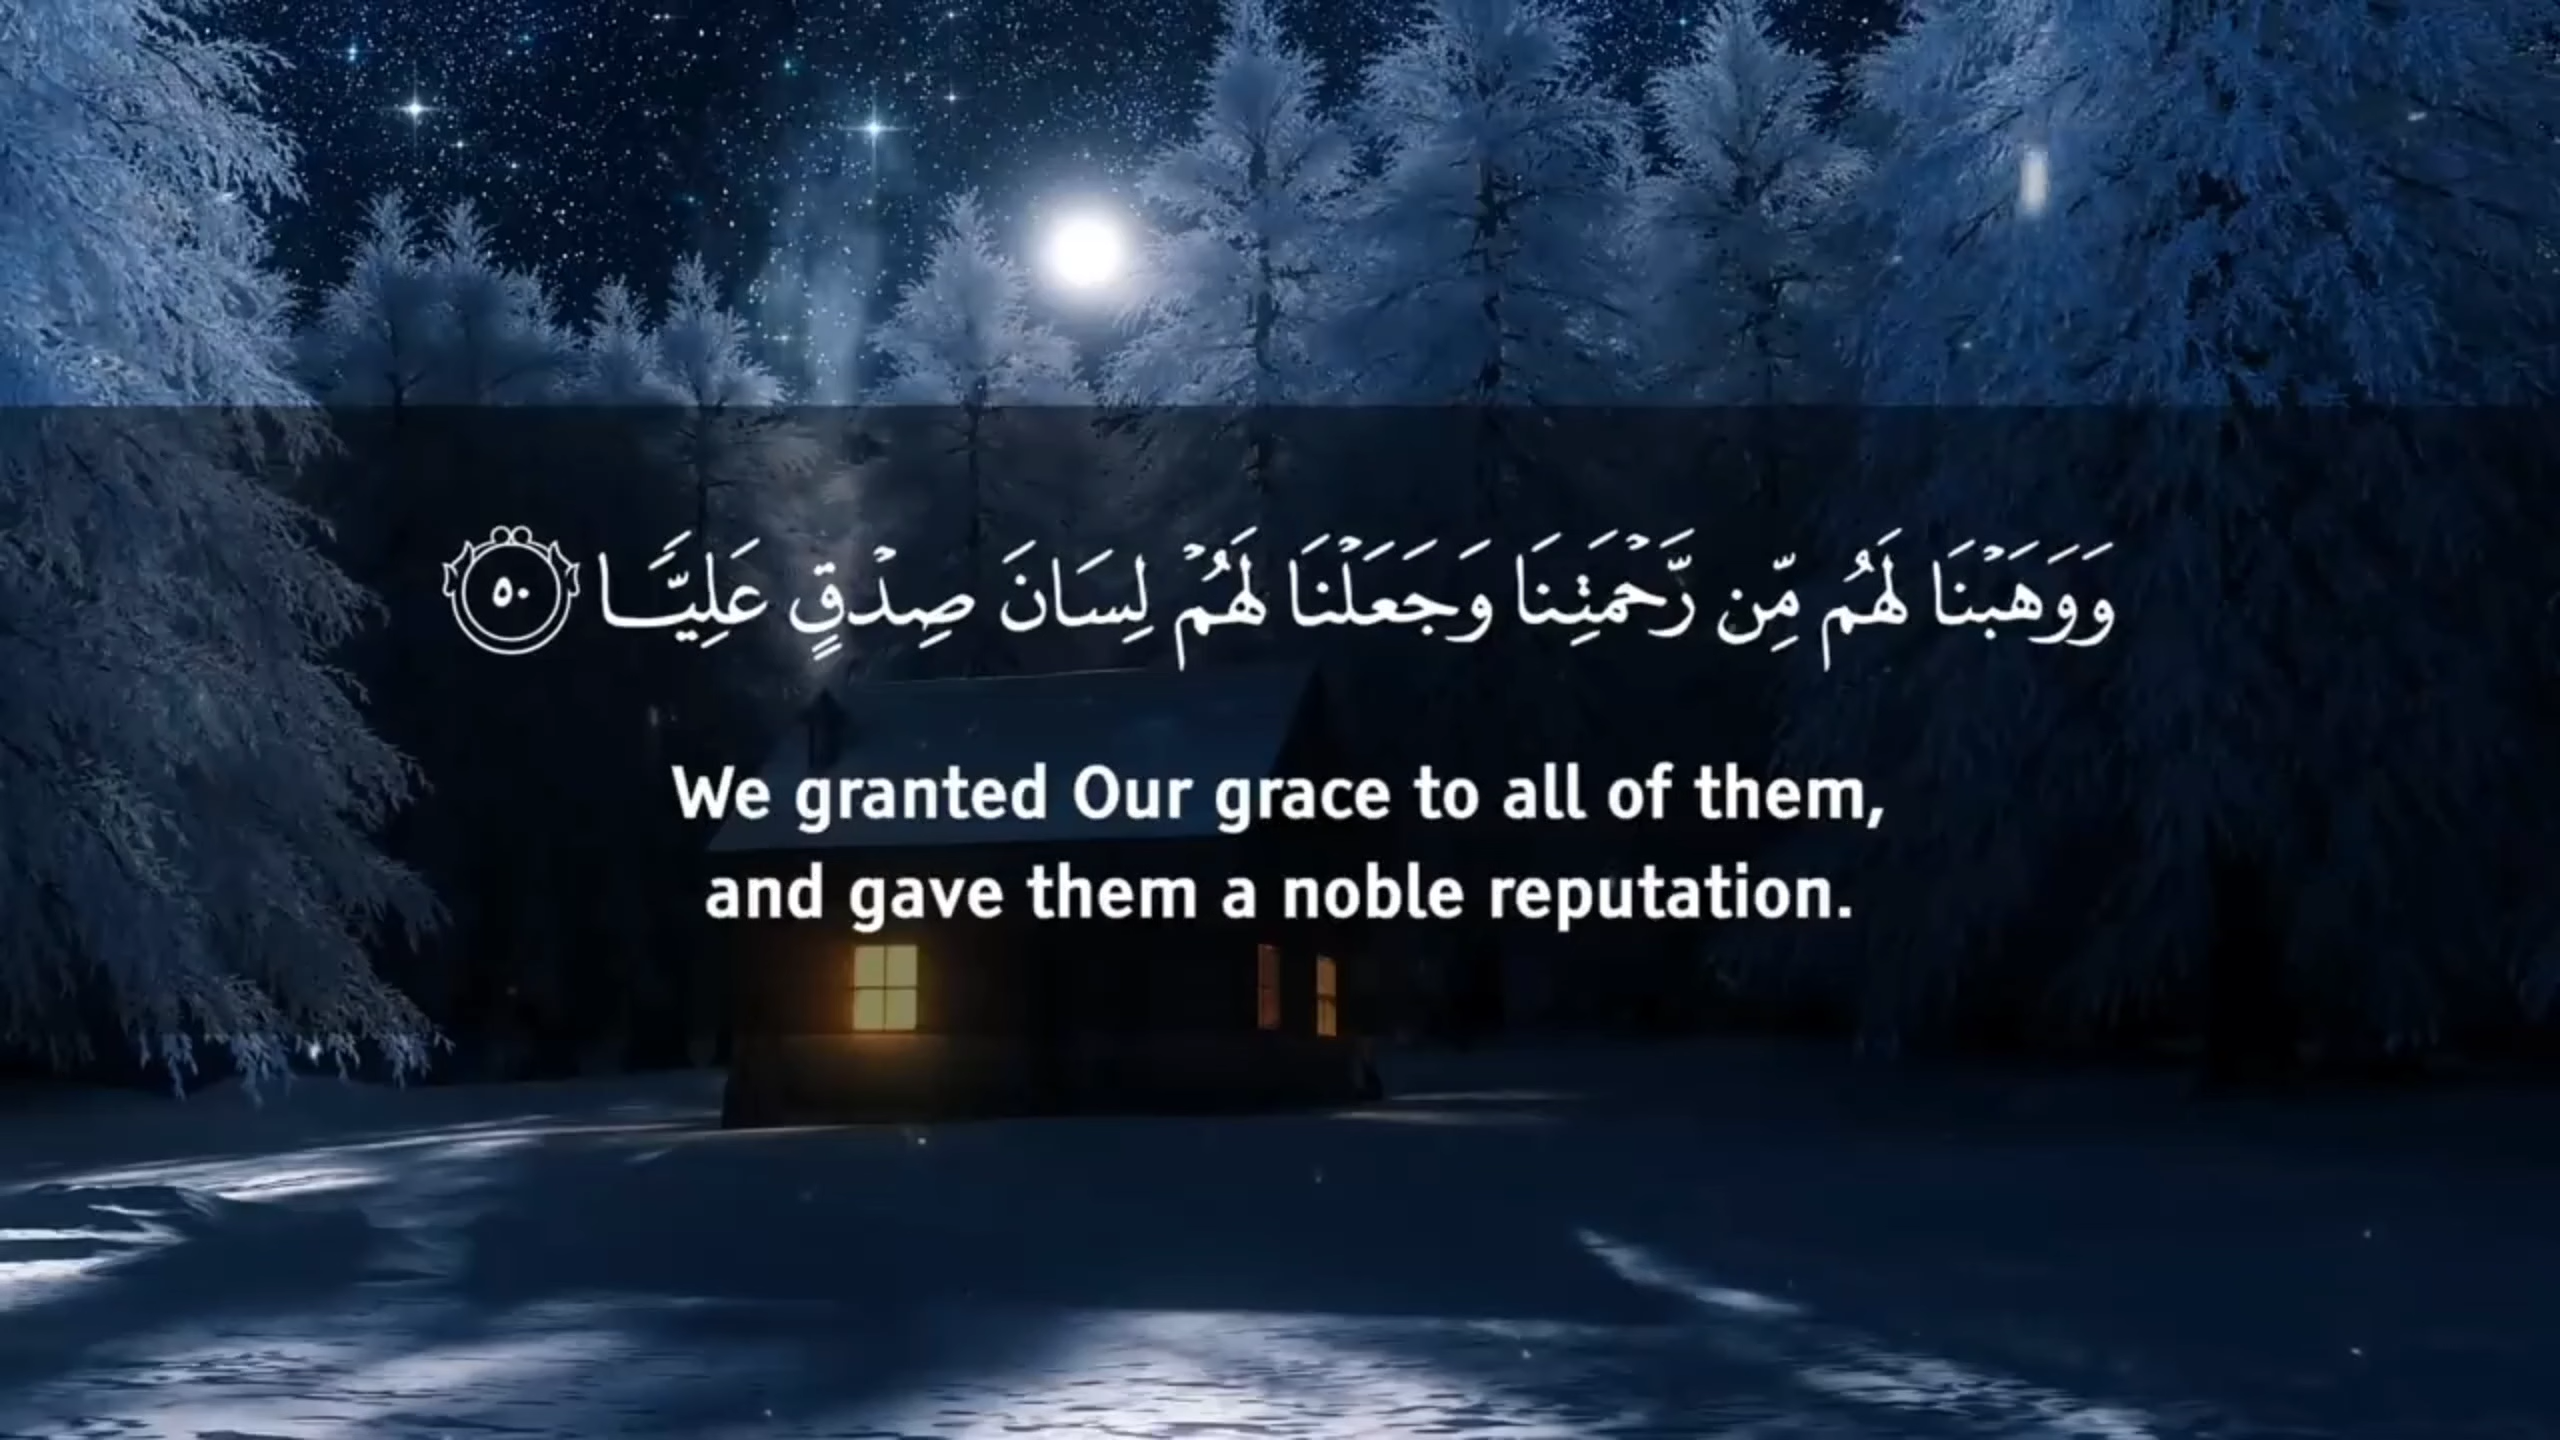 وَوَهَبۡنَا لَهُم مِّن رَّحۡمَتِنَا وَجَعَلۡنَا لَهُمۡ لِسَانَ صِدۡقٍ عَلِيّٗا ٥٠
We granted Our grace to all of them,
and gave them a noble reputation.